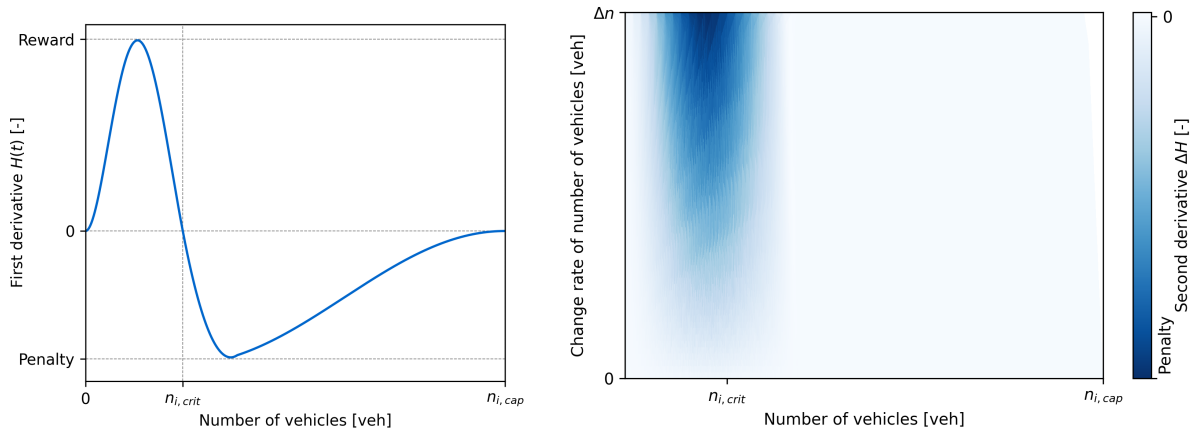 Reward
0
Penalty
First derivative H(t) [-]
0
n_{i, crit}
n_{i, cap}
Number of vehicles [veh]
Δn
0
Change rate of number of vehicles [veh]
n_{i, crit}
n_{i, cap}
Number of vehicles [veh]
0
Penalty
Second derivative ΔH [-]